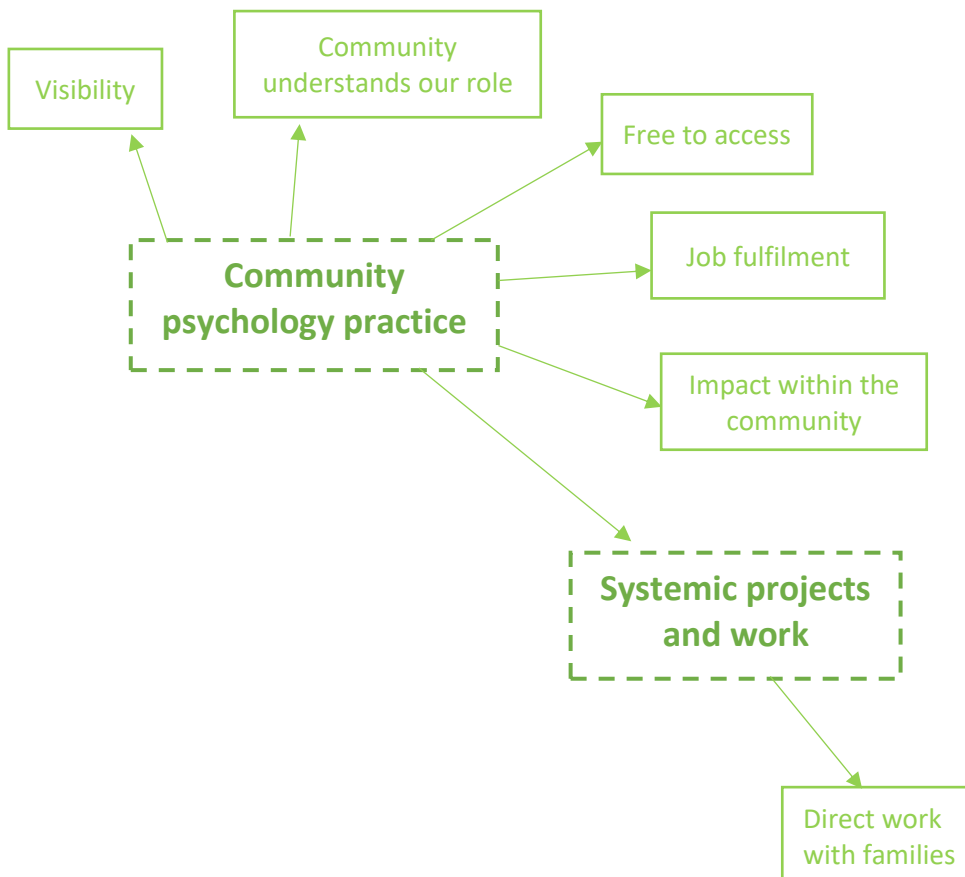 Community
understands our role
Visibility
Free to access
Job fulfilment
Community
psychology practice
Impact within the
community
Systemic projects
and work
Direct work
with families